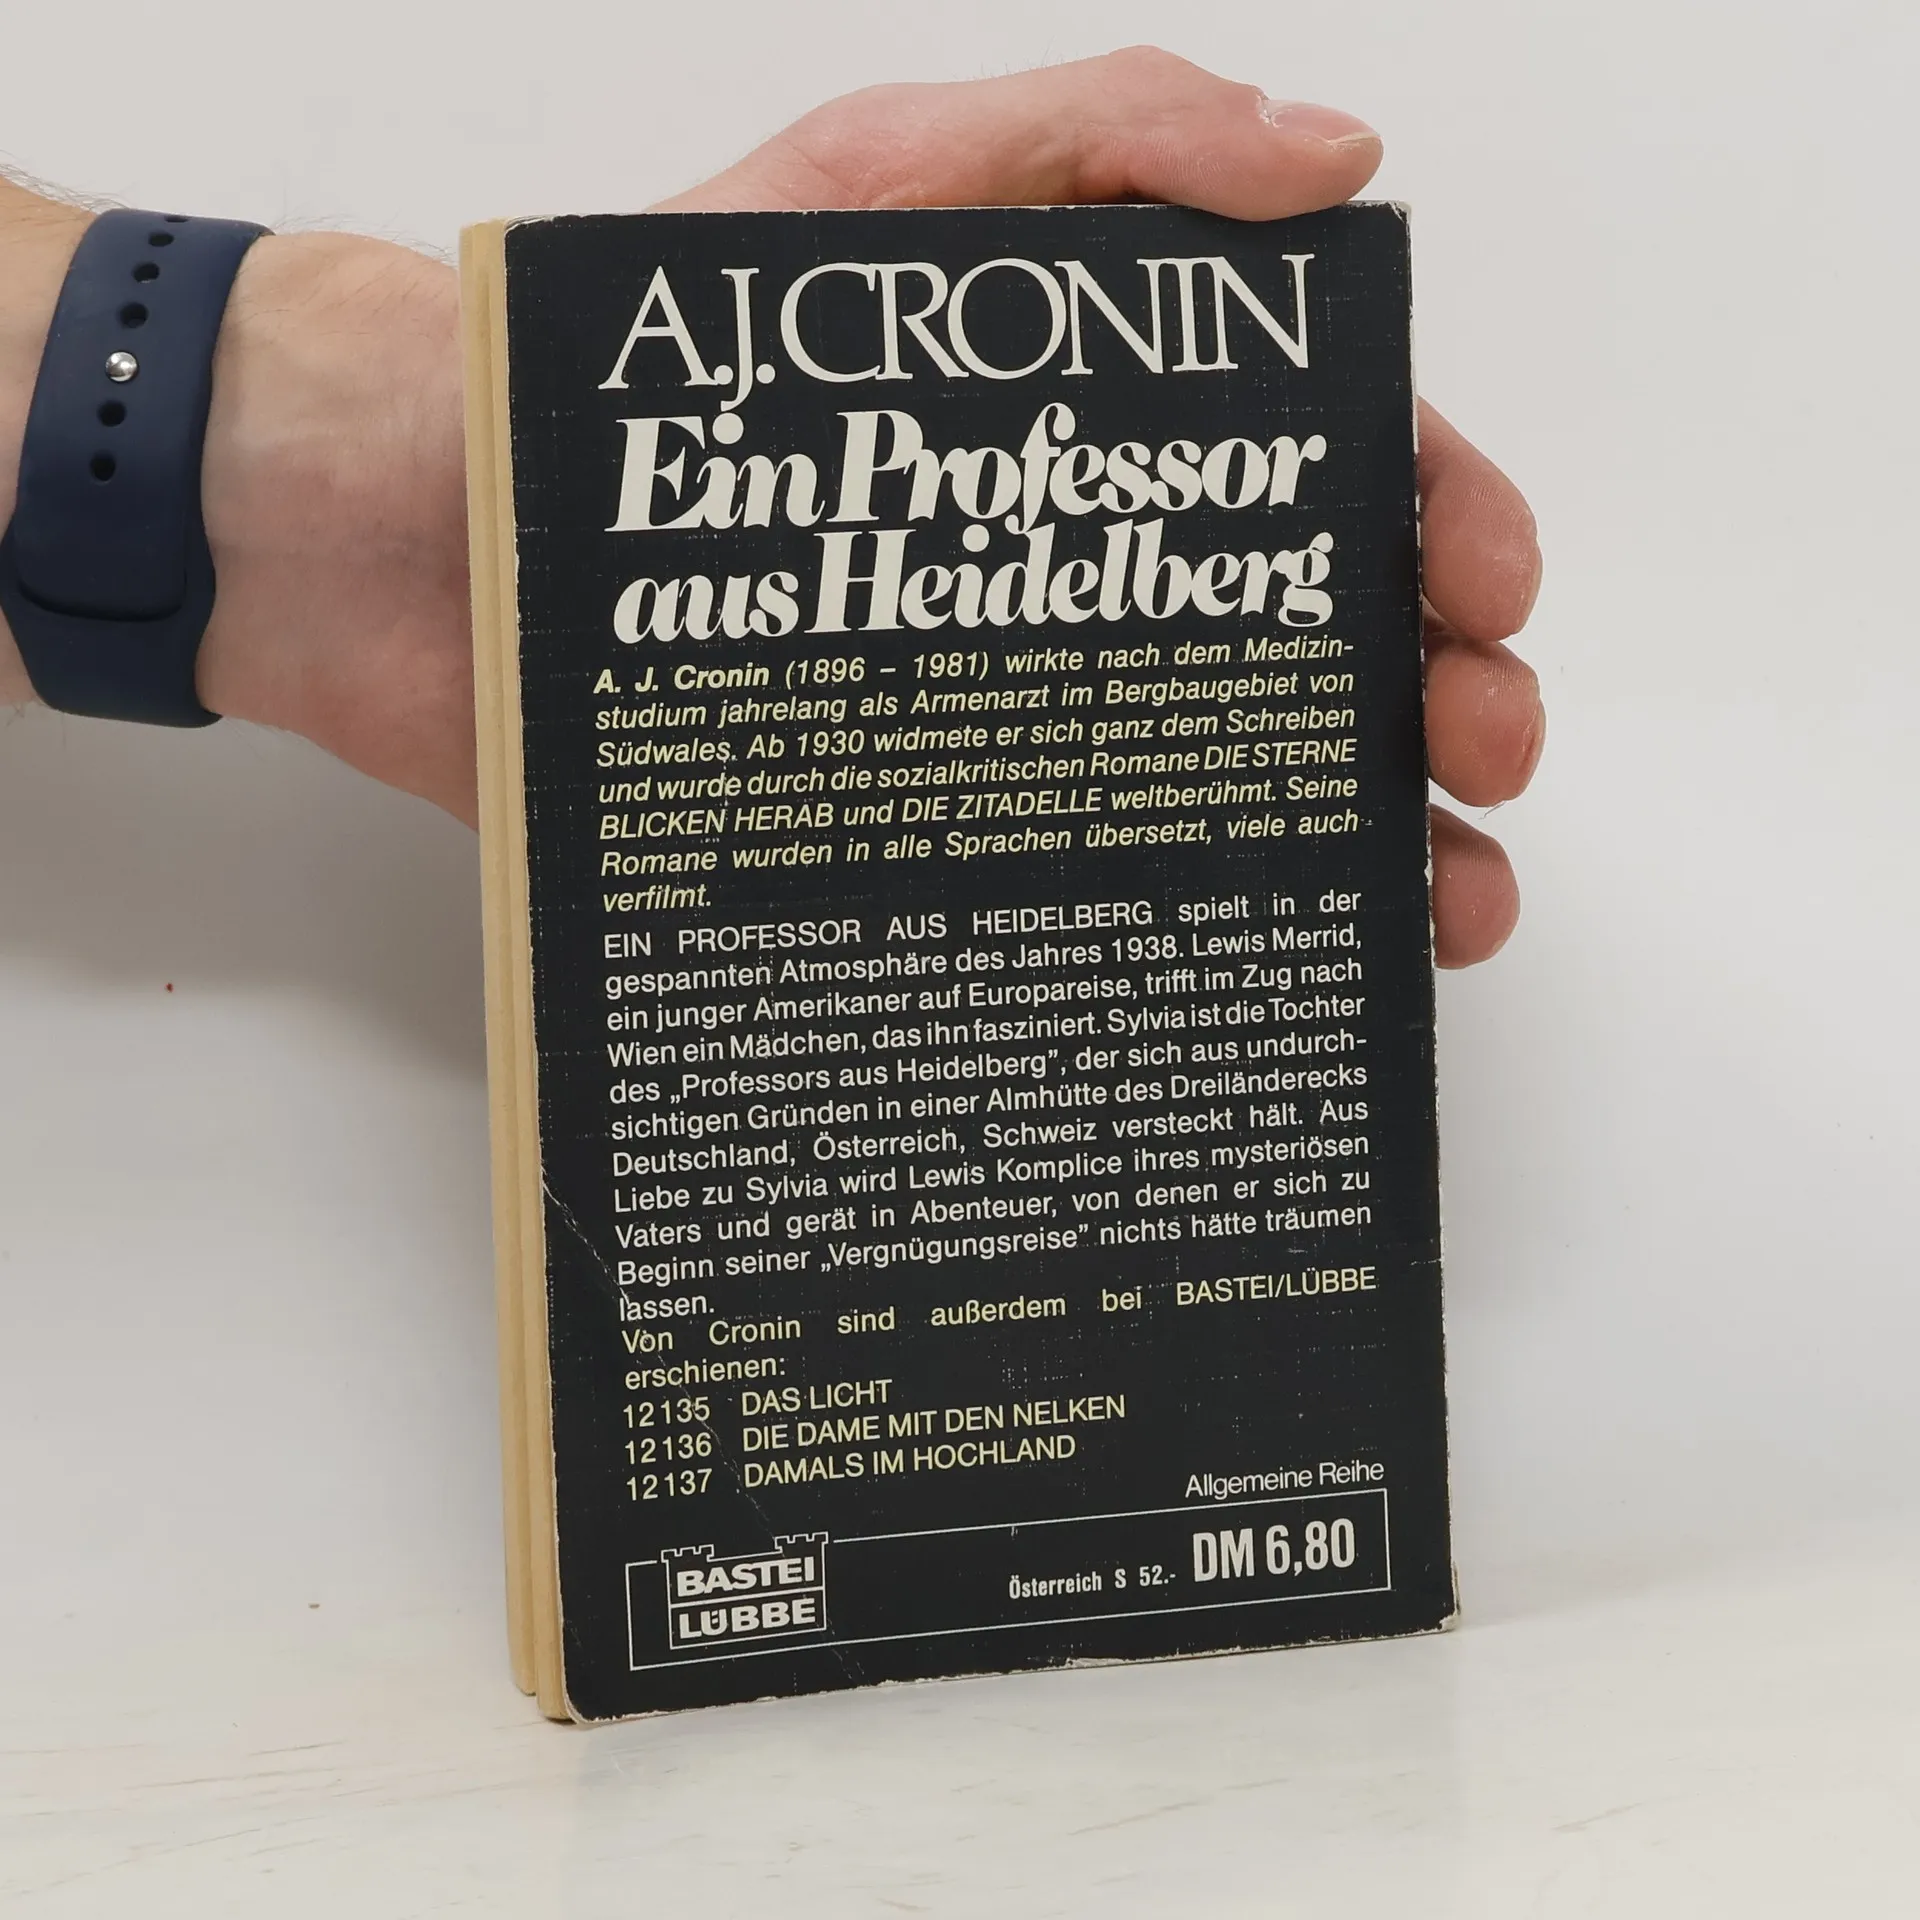 A.J. CRONIN
Ein Professor
aus Heidelberg
A. J. Cronin (1896 – 1981) wirkte nach dem Medizin-
studium jahrelang als Armenarzt im Bergbaugebiet von
Südwales. Ab 1930 widmete er sich ganz dem Schreiben
und wurde durch die sozialkritischen Romane DIE STERNE
BLICKEN HERAB und DIE ZITADELLE weltberühmt. Seine
Romane wurden in alle Sprachen übersetzt, viele auch
verfilmt.
EIN PROFESSOR AUS HEIDELBERG spielt in der
gespannten Atmosphäre des Jahres 1938. Lewis Merrid,
ein junger Amerikaner auf Europareise, trifft im Zug nach
Wien ein Mädchen, das ihn fasziniert. Sylvia ist die Tochter
des „Professors aus Heidelberg”, der sich aus undurch-
sichtigen Gründen in einer Almhütte des Dreiländerecks
Deutschland, Österreich, Schweiz versteckt hält. Aus
Liebe zu Sylvia wird Lewis Komplice ihres mysteriösen
Vaters und gerät in Abenteuer, von denen er sich zu
Beginn seiner „Vergnügungsreise” nichts hätte träumen
lassen.
Von Cronin sind außerdem bei BASTEI/LÜBBE
erschienen:
12135 DAS LICHT
12136 DIE DAME MIT DEN NELKEN
12137 DAMALS IM HOCHLAND
Allgemeine Reihe
BASTEI
LÜBBE
Österreich S 52.- DM 6,80